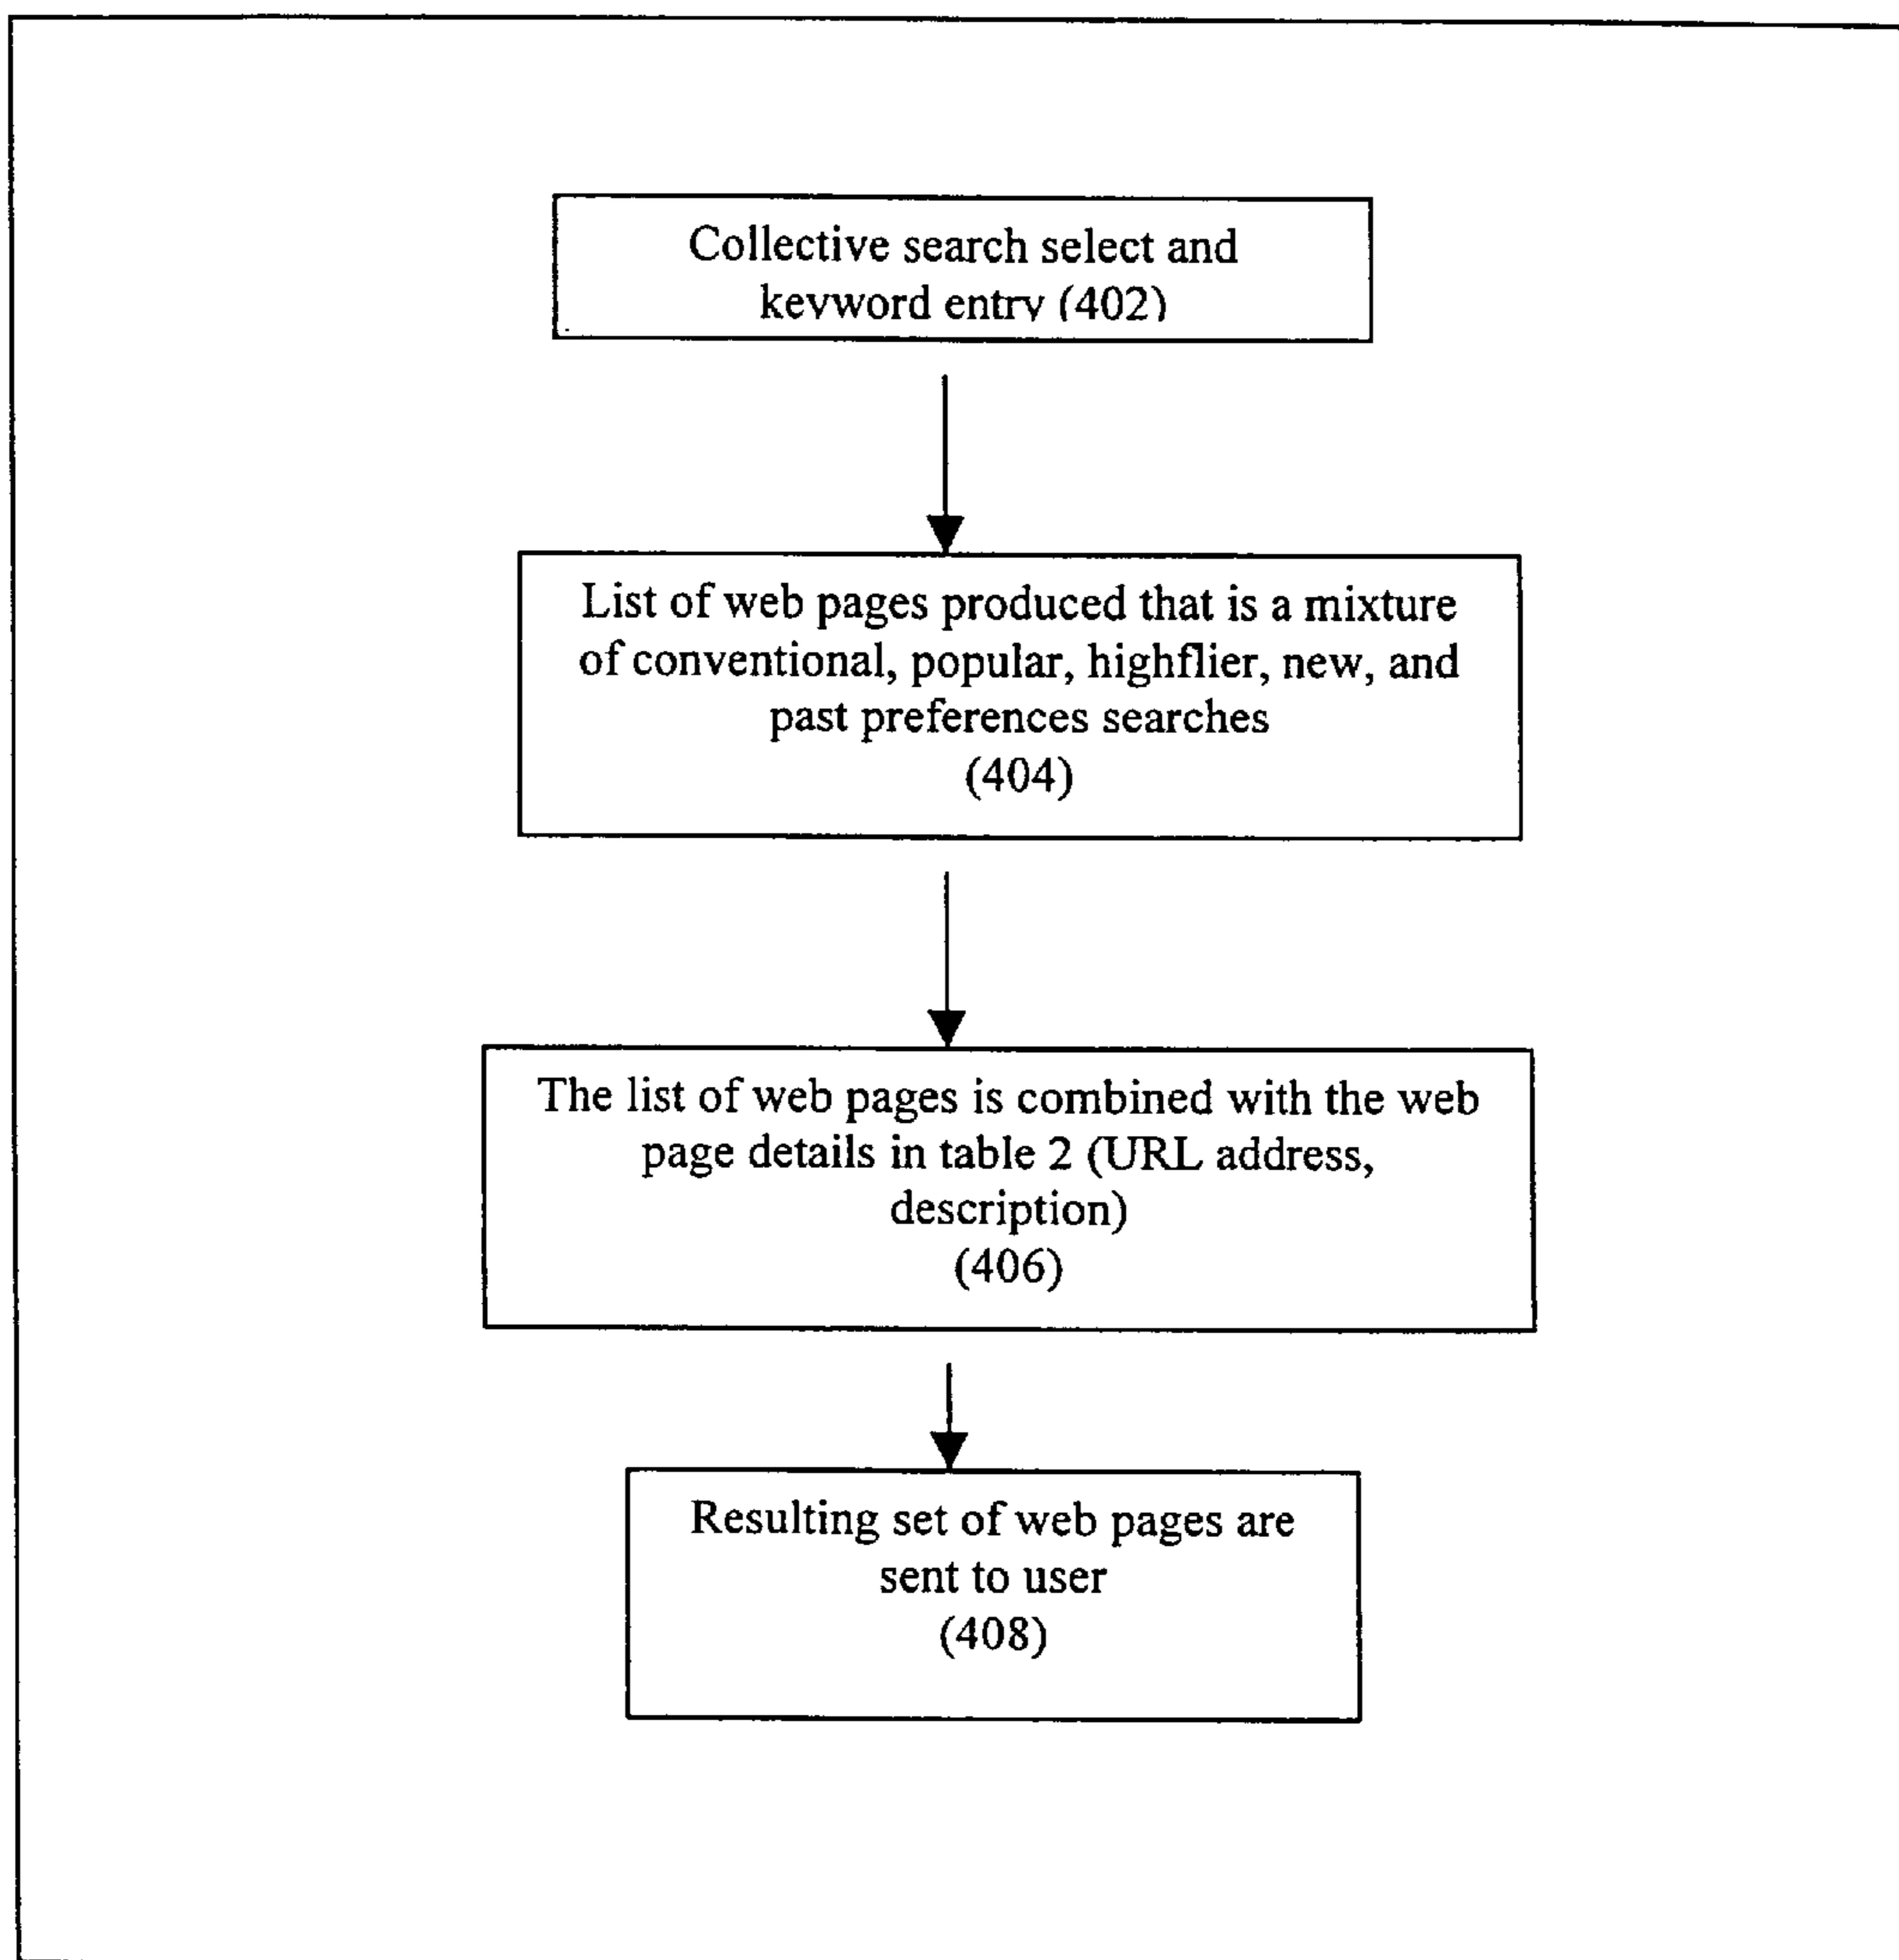 Collective search select and
keyword entry (402)
List of web pages produced that is a mixture
of conventional, popular, highflier, new, and
past preferences searches
(404)
The list of web pages is combined with the web
page details in table 2 (URL address,
description)
(406)
Resulting set of web pages are
sent to user
(408)